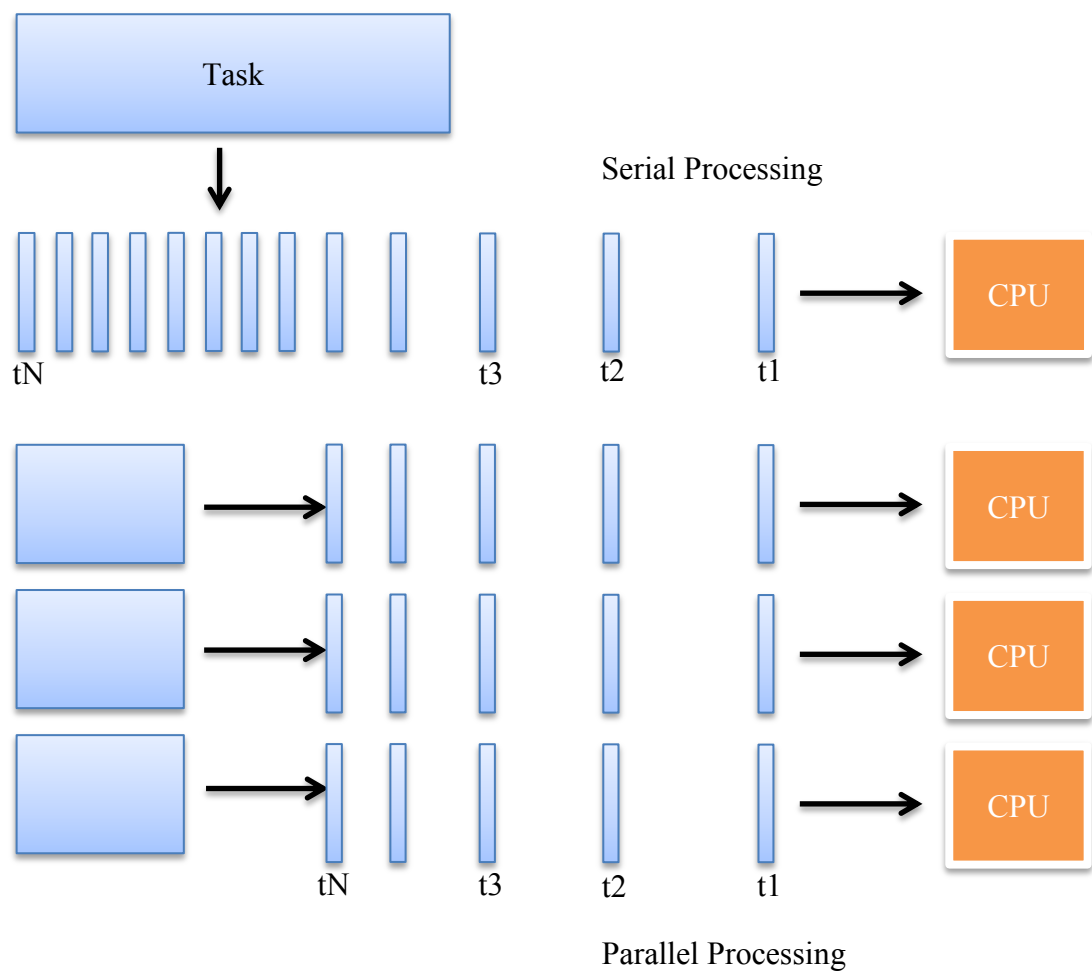 Task
Serial Processing
CPU
tN t3 t2 t1
CPU
CPU
CPU
tN t3 t2 t1
Parallel Processing